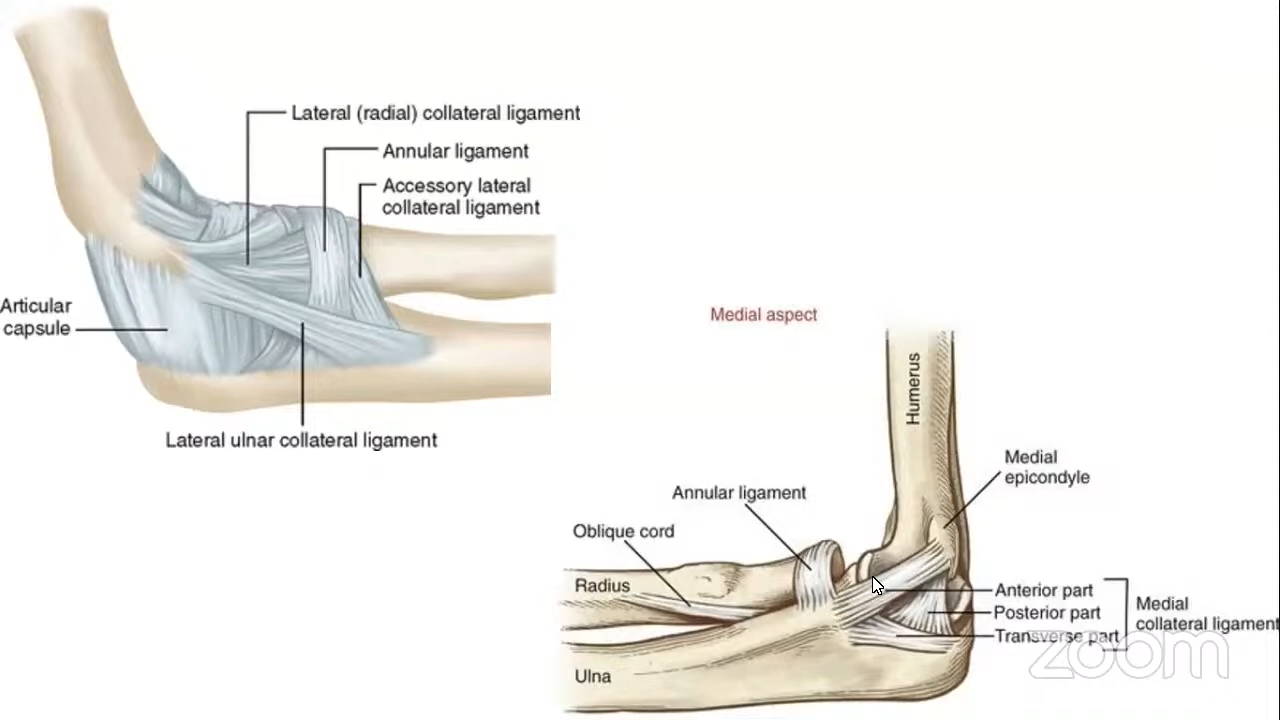 Lateral (radial) collateral ligament
Annular ligament
Accessory lateral
collateral ligament
Articular
capsule
Lateral ulnar collateral ligament
Medial aspect
Humerus
Medial
epicondyle
Annular ligament
Oblique cord
Radius
Anterior part
Posterior part
Transverse part
Medial
collateral ligament
Ulna
zoom